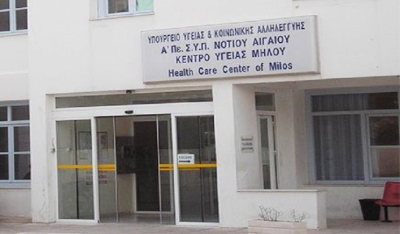 ΥΠΟΥΡΓΕΙΟ ΥΓΕΙΑΣ & ΚΟΙΝΩΝΙΚΗΣ ΑΛΛΗΛΕΓΓΥΗΣ
Α΄ Πε. Σ.Υ.Π. ΝΟΤΙΟΥ ΑΙΓΑΙΟΥ
ΚΕΝΤΡΟ ΥΓΕΙΑΣ ΜΗΛΟΥ
Health Care Center of Milos